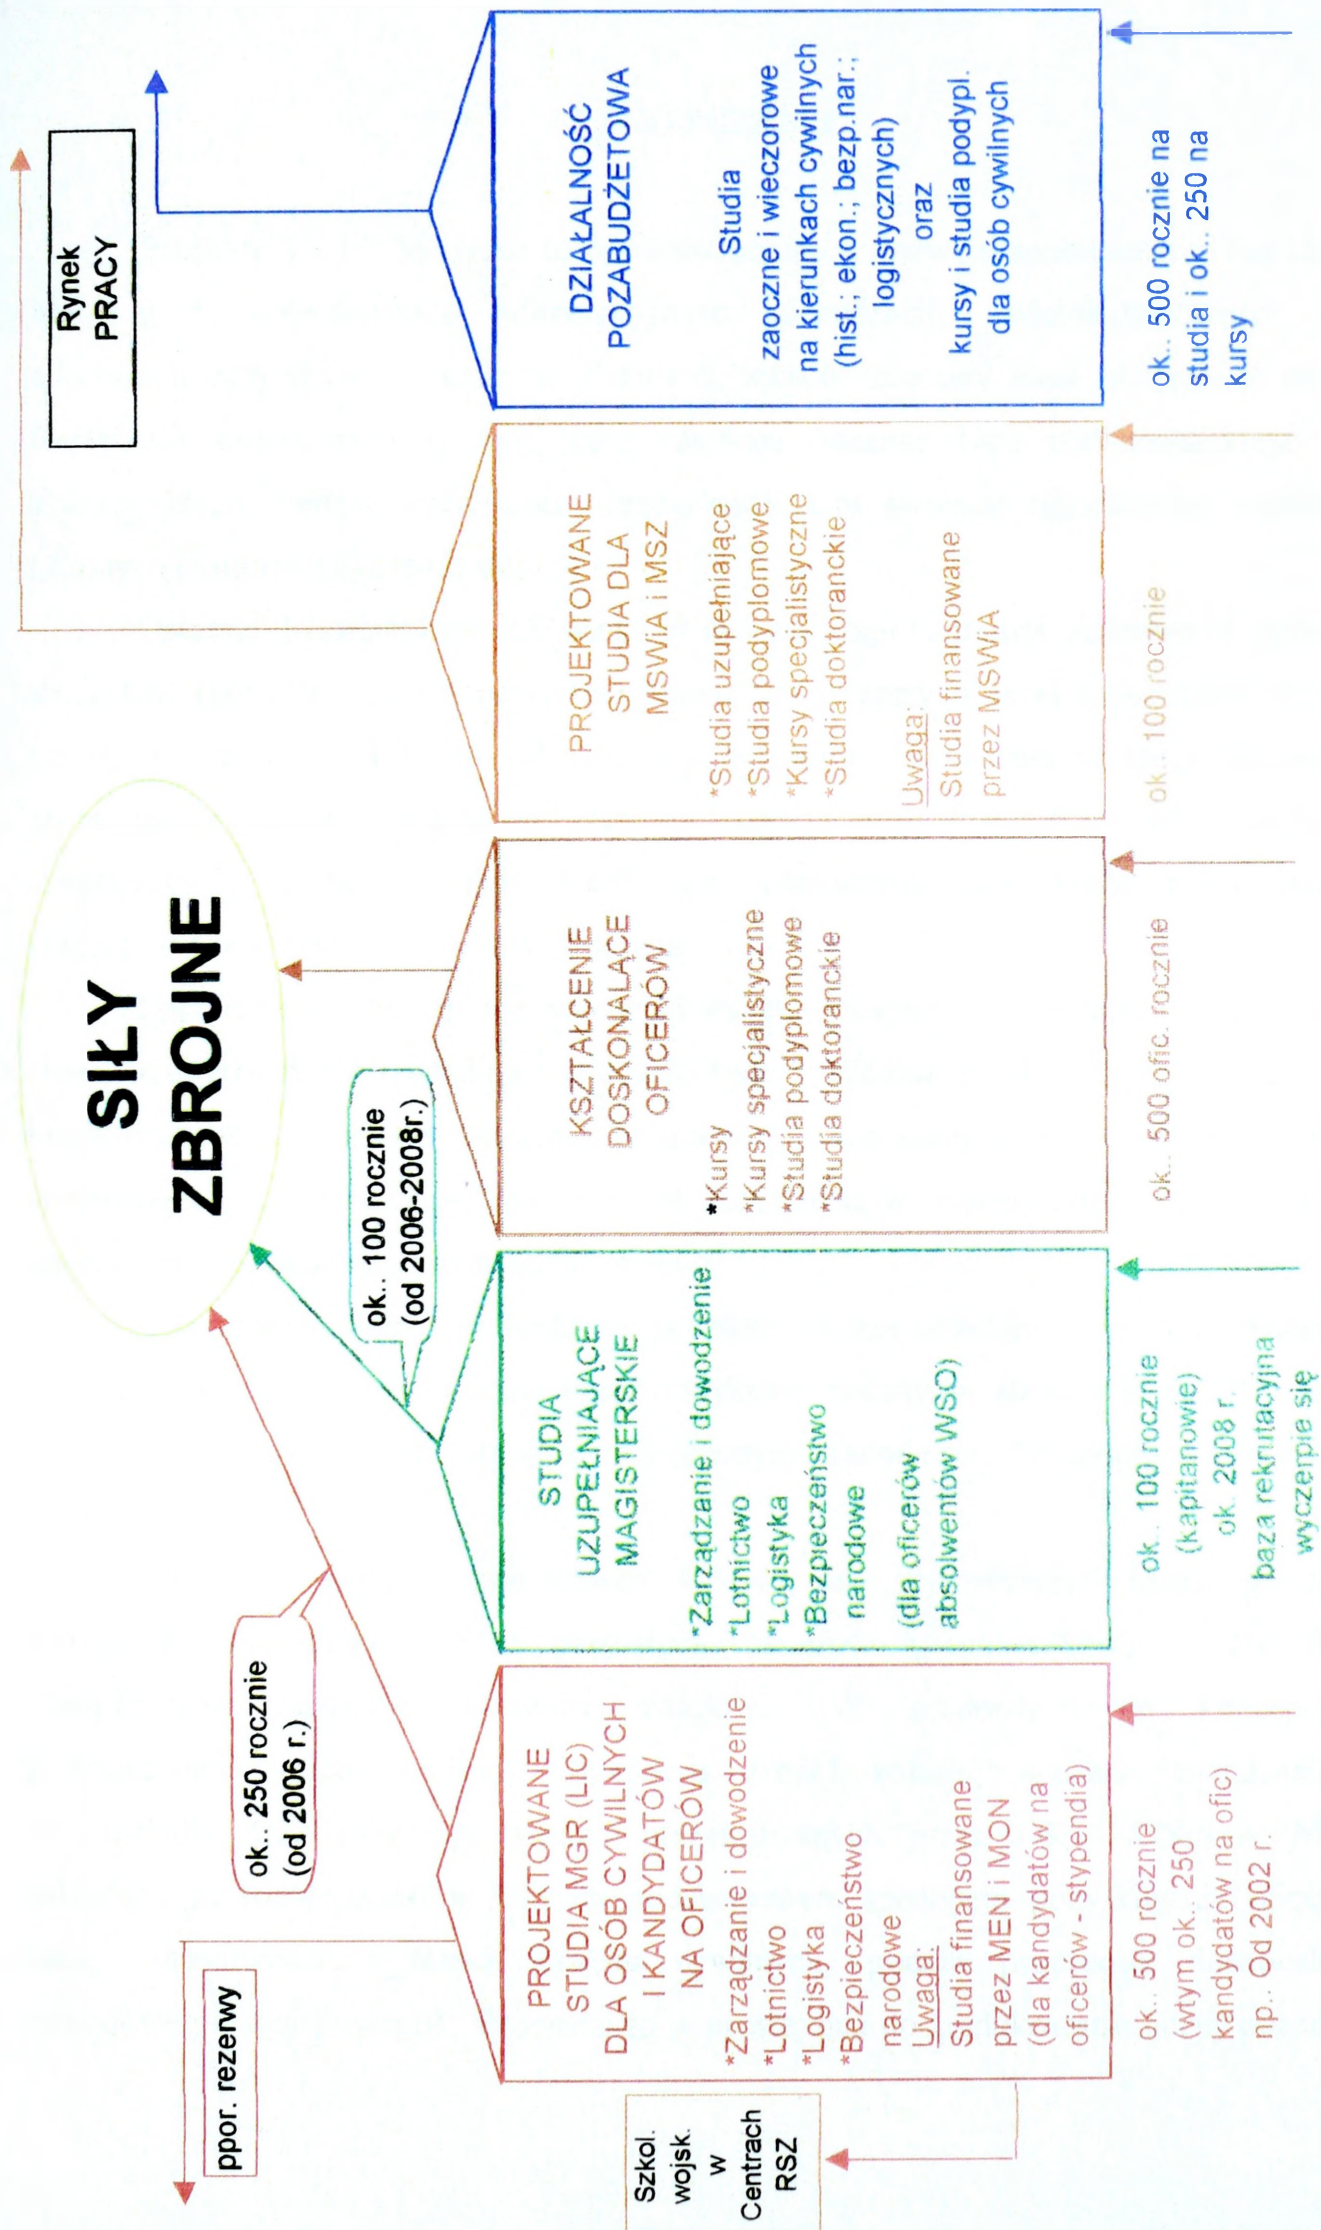 SIŁY
ZBROJNE
Rynek
PRACY
ppor. rezerwy
ok.. 250 rocznie
(od 2006 r.)
ok.. 100 rocznie
(od 2006-2008r.)
Szkol.
wojsk.
w
Centrach
RSZ
PROJEKTOWANE
STUDIA MGR (LIC)
DLA OSÓB CYWILNYCH
I KANDYDATÓW
NA OFICERÓW
*Zarządzanie i dowodzenie
*Lotnictwo
*Logistyka
*Bezpieczeństwo
narodowe
Uwaga:
Studia finansowane
przez MEN i MON
(dla kandydatów na
oficerów - stypendia)
ok.. 500 rocznie
(wtym ok. 250
kandydatów na ofic)
np.. Od 2002 r.
STUDIA
UZUPEŁNIAJĄCE
MAGISTERSKIE
*Zarządzanie i dowodzenie
*Lotnictwo
*Logistyka
*Bezpieczeństwo
narodowe
(dla oficerów
absolwentów WSO)
ok.. 100 rocznie
(kapitanowie)
ok. 2008 r.
baza rekrutacyjna
wyczerpie się
KSZTAŁCENIE
DOSKONALĄCE
OFICERÓW
*Kursy
*Kursy specjalistyczne
*Studia podyplomowe
*Studia doktoranckie
ok.. 500 ofic. rocznie
PROJEKTOWANE
STUDIA DLA
MSWiA i MSZ
*Studia uzupełniające
*Studia podyplomowe
*Kursy specjalistyczne
*Studia doktoranckie
Uwaga:
Studia finansowane
przez MSWiA
ok.. 100 rocznie
DZIAŁALNOŚĆ
POZABUDŻETOWA
Studia
zaoczne i wieczorowe
na kierunkach cywilnych
(hist.; ekon.; bezp.nar.;
logistycznych)
oraz
kursy i studia podypl.
dla osób cywilnych
ok.. 500 rocznie na
studia i ok.. 250 na
kursy